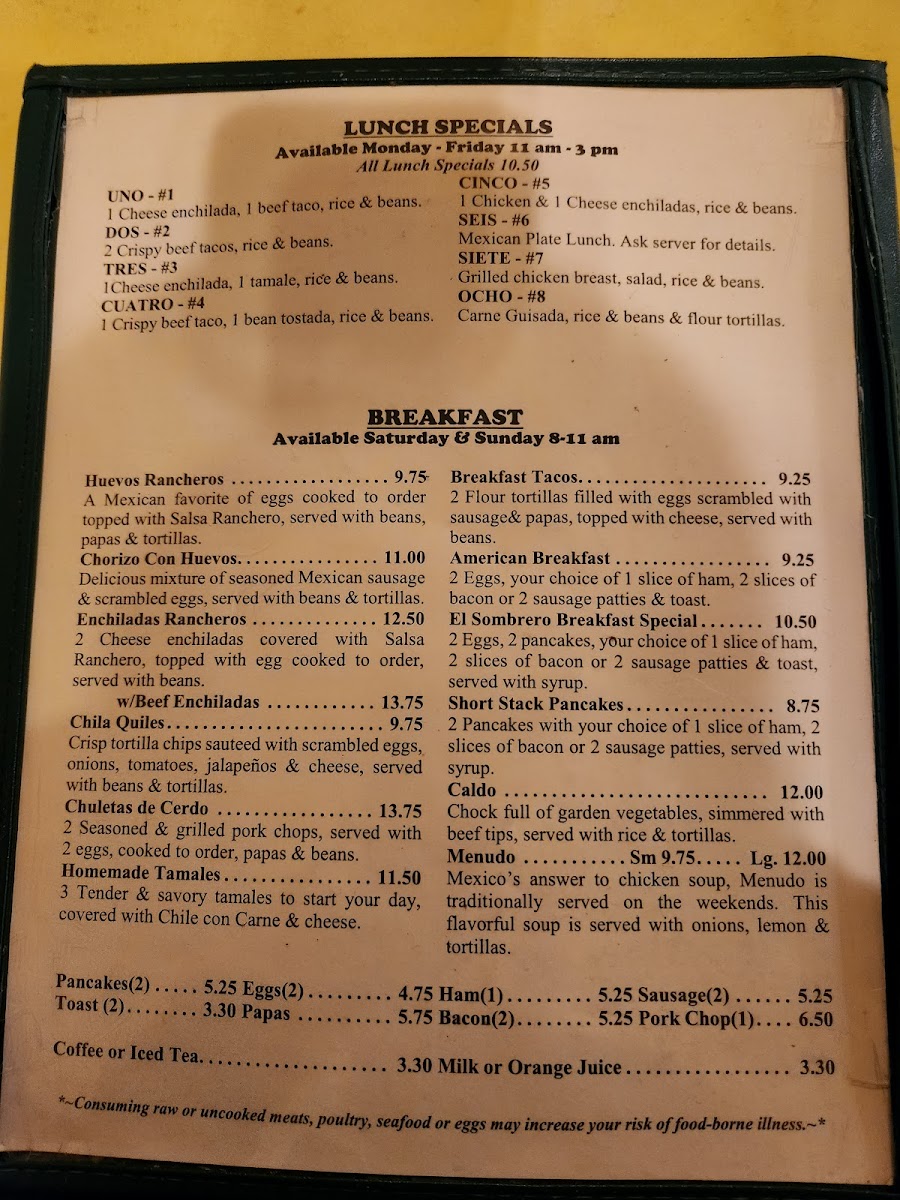 LUNCH SPECIALS
Available Monday - Friday 11 am - 3 pm
All Lunch Specials 10.50
UNO - #1
1 Cheese enchilada, 1 beef taco, rice & beans.
DOS - #2
2 Crispy beef tacos, rice & beans.
TRES - #3
1Cheese enchilada, 1 tamale, rice & beans.
CUATRO - #4
1 Crispy beef taco, 1 bean tostada, rice & beans.
CINCO - #5
1 Chicken & 1 Cheese enchiladas, rice & beans.
SEIS - #6
Mexican Plate Lunch. Ask server for details.
SIETE - #7
Grilled chicken breast, salad, rice & beans.
OCHO - #8
Carne Guisada, rice & beans & flour tortillas.
BREAKFAST
Available Saturday & Sunday 8-11 am
Huevos Rancheros .................. 9.75
A Mexican favorite of eggs cooked to order
topped with Salsa Ranchero, served with beans,
papas & tortillas.
Chorizo Con Huevos................ 11.00
Delicious mixture of seasoned Mexican sausage
& scrambled eggs, served with beans & tortillas.
Enchiladas Rancheros .............. 12.50
2 Cheese enchiladas covered with Salsa
Ranchero, topped with egg cooked to order,
served with beans.
w/Beef Enchiladas ............ 13.75
Chila Quiles......................... 9.75
Crisp tortilla chips sauteed with scrambled eggs,
onions, tomatoes, jalapeños & cheese, served
with beans & tortillas.
Chuletas de Cerdo .................. 13.75
2 Seasoned & grilled pork chops, served with
2 eggs, cooked to order, papas & beans.
Homemade Tamales................. 11.50
3 Tender & savory tamales to start your day,
covered with Chile con Carne & cheese.
Breakfast Tacos...................... 9.25
2 Flour tortillas filled with eggs scrambled with
sausage& papas, topped with cheese, served with
beans.
American Breakfast .................. 9.25
2 Eggs, your choice of 1 slice of ham, 2 slices of
bacon or 2 sausage patties & toast.
El Sombrero Breakfast Special....... 10.50
2 Eggs, 2 pancakes, your choice of 1 slice of ham,
2 slices of bacon or 2 sausage patties & toast,
served with syrup.
Short Stack Pancakes................. 8.75
2 Pancakes with your choice of 1 slice of ham, 2
slices of bacon or 2 sausage patties, served with
syrup.
Caldo .............................. 12.00
Chock full of garden vegetables, simmered with
beef tips, served with rice & tortillas.
Menudo ........... Sm 9.75..... Lg. 12.00
Mexico's answer to chicken soup, Menudo is
traditionally served on the weekends. This
flavorful soup is served with onions, lemon &
tortillas.
Pancakes(2) ..... 5.25 Eggs(2)......... 4.75 Ham(1)......... 5.25 Sausage(2) ...... 5.25
Toast (2)........ 3.30 Papas .......... 5.75 Bacon(2)........ 5.25 Pork Chop(1).... 6.50
Coffee or Iced Tea.................... 3.30 Milk or Orange Juice.................. 3.30
*~Consuming raw or uncooked meats, poultry, seafood or eggs may increase your risk of food-borne illness.~*